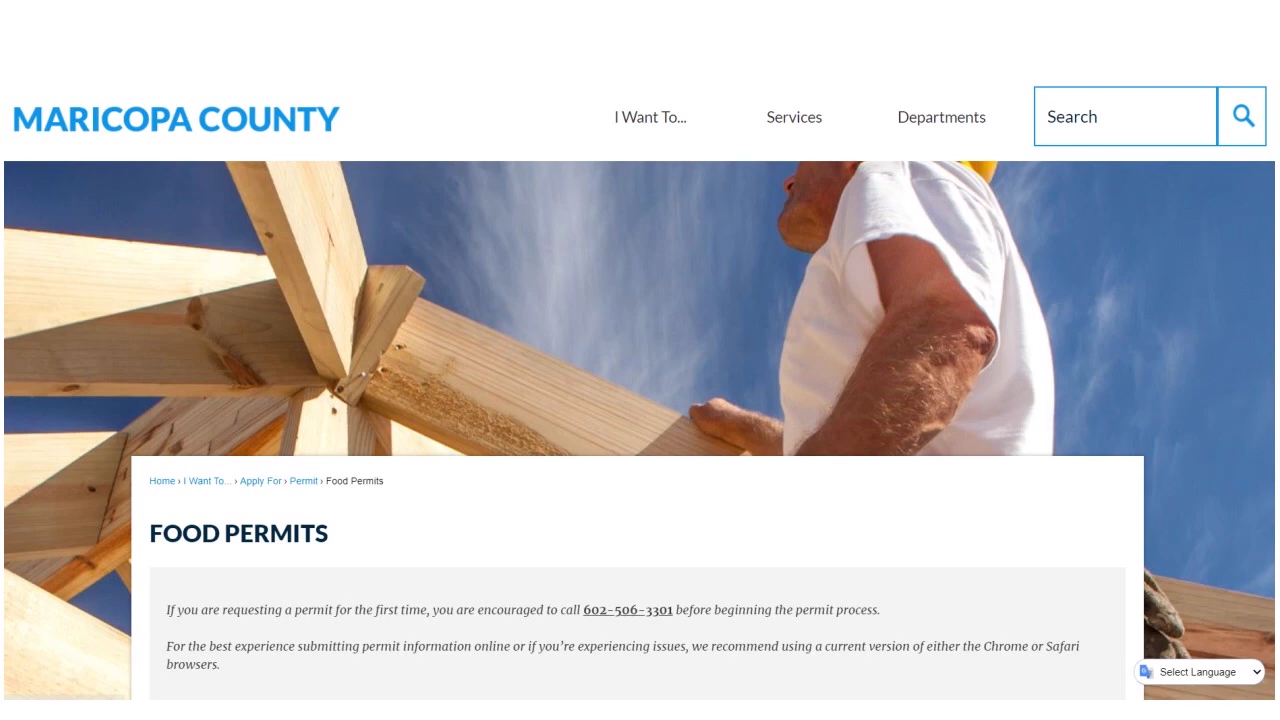 MARICOPA COUNTY
I Want To...
Services
Departments
Search
Home › I Want To... › Apply For › Permit › Food Permits
FOOD PERMITS
If you are requesting a permit for the first time, you are encouraged to call 602-506-3301 before beginning the permit process.
For the best experience submitting permit information online or if you’re experiencing issues, we recommend using a current version of either the Chrome or Safari
browsers.
Select Language